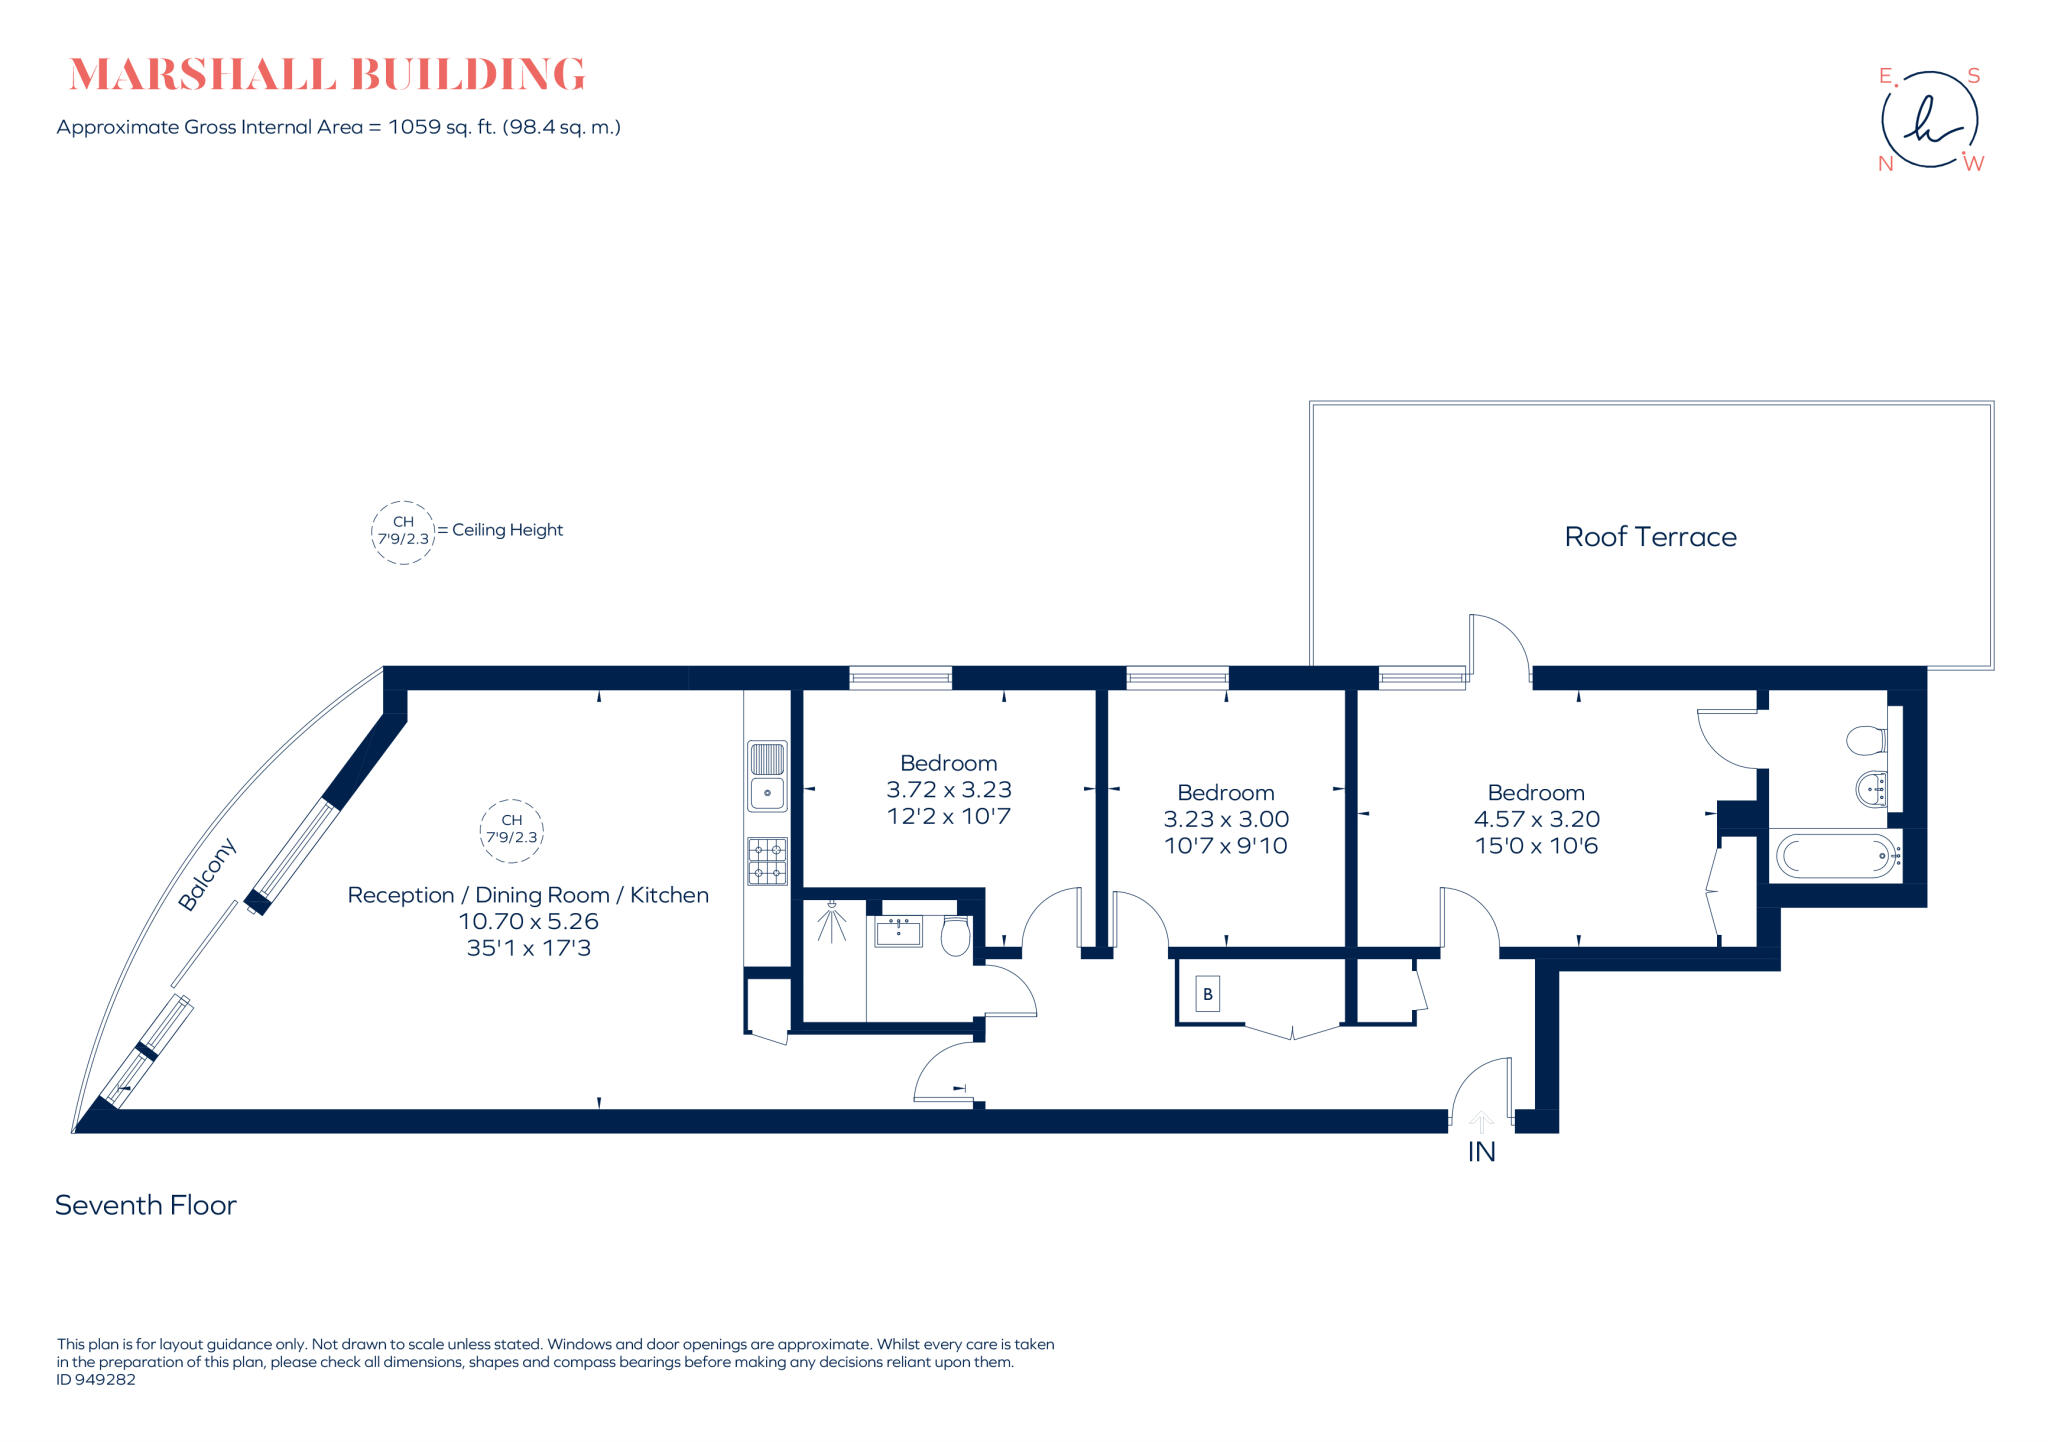 MARSHALL BUILDING
Approximate Gross Internal Area = 1059 sq. ft. (98.4 sq. m.)
E S
N W
Roof Terrace
CH
7'9/2.3
= Ceiling Height
Balcony
CH
7'9/2.3
Reception / Dining Room / Kitchen
10.70 x 5.26
35'1 x 17'3
Bedroom
3.72 x 3.23
12'2 x 10'7
Bedroom
3.23 x 3.00
10'7 x 9'10
Bedroom
4.57 x 3.20
15'0 x 10'6
B
IN
Seventh Floor
This plan is for layout guidance only. Not drawn to scale unless stated. Windows and door openings are approximate. Whilst every care is taken
in the preparation of this plan, please check all dimensions, shapes and compass bearings before making any decisions reliant upon them.
ID 949282